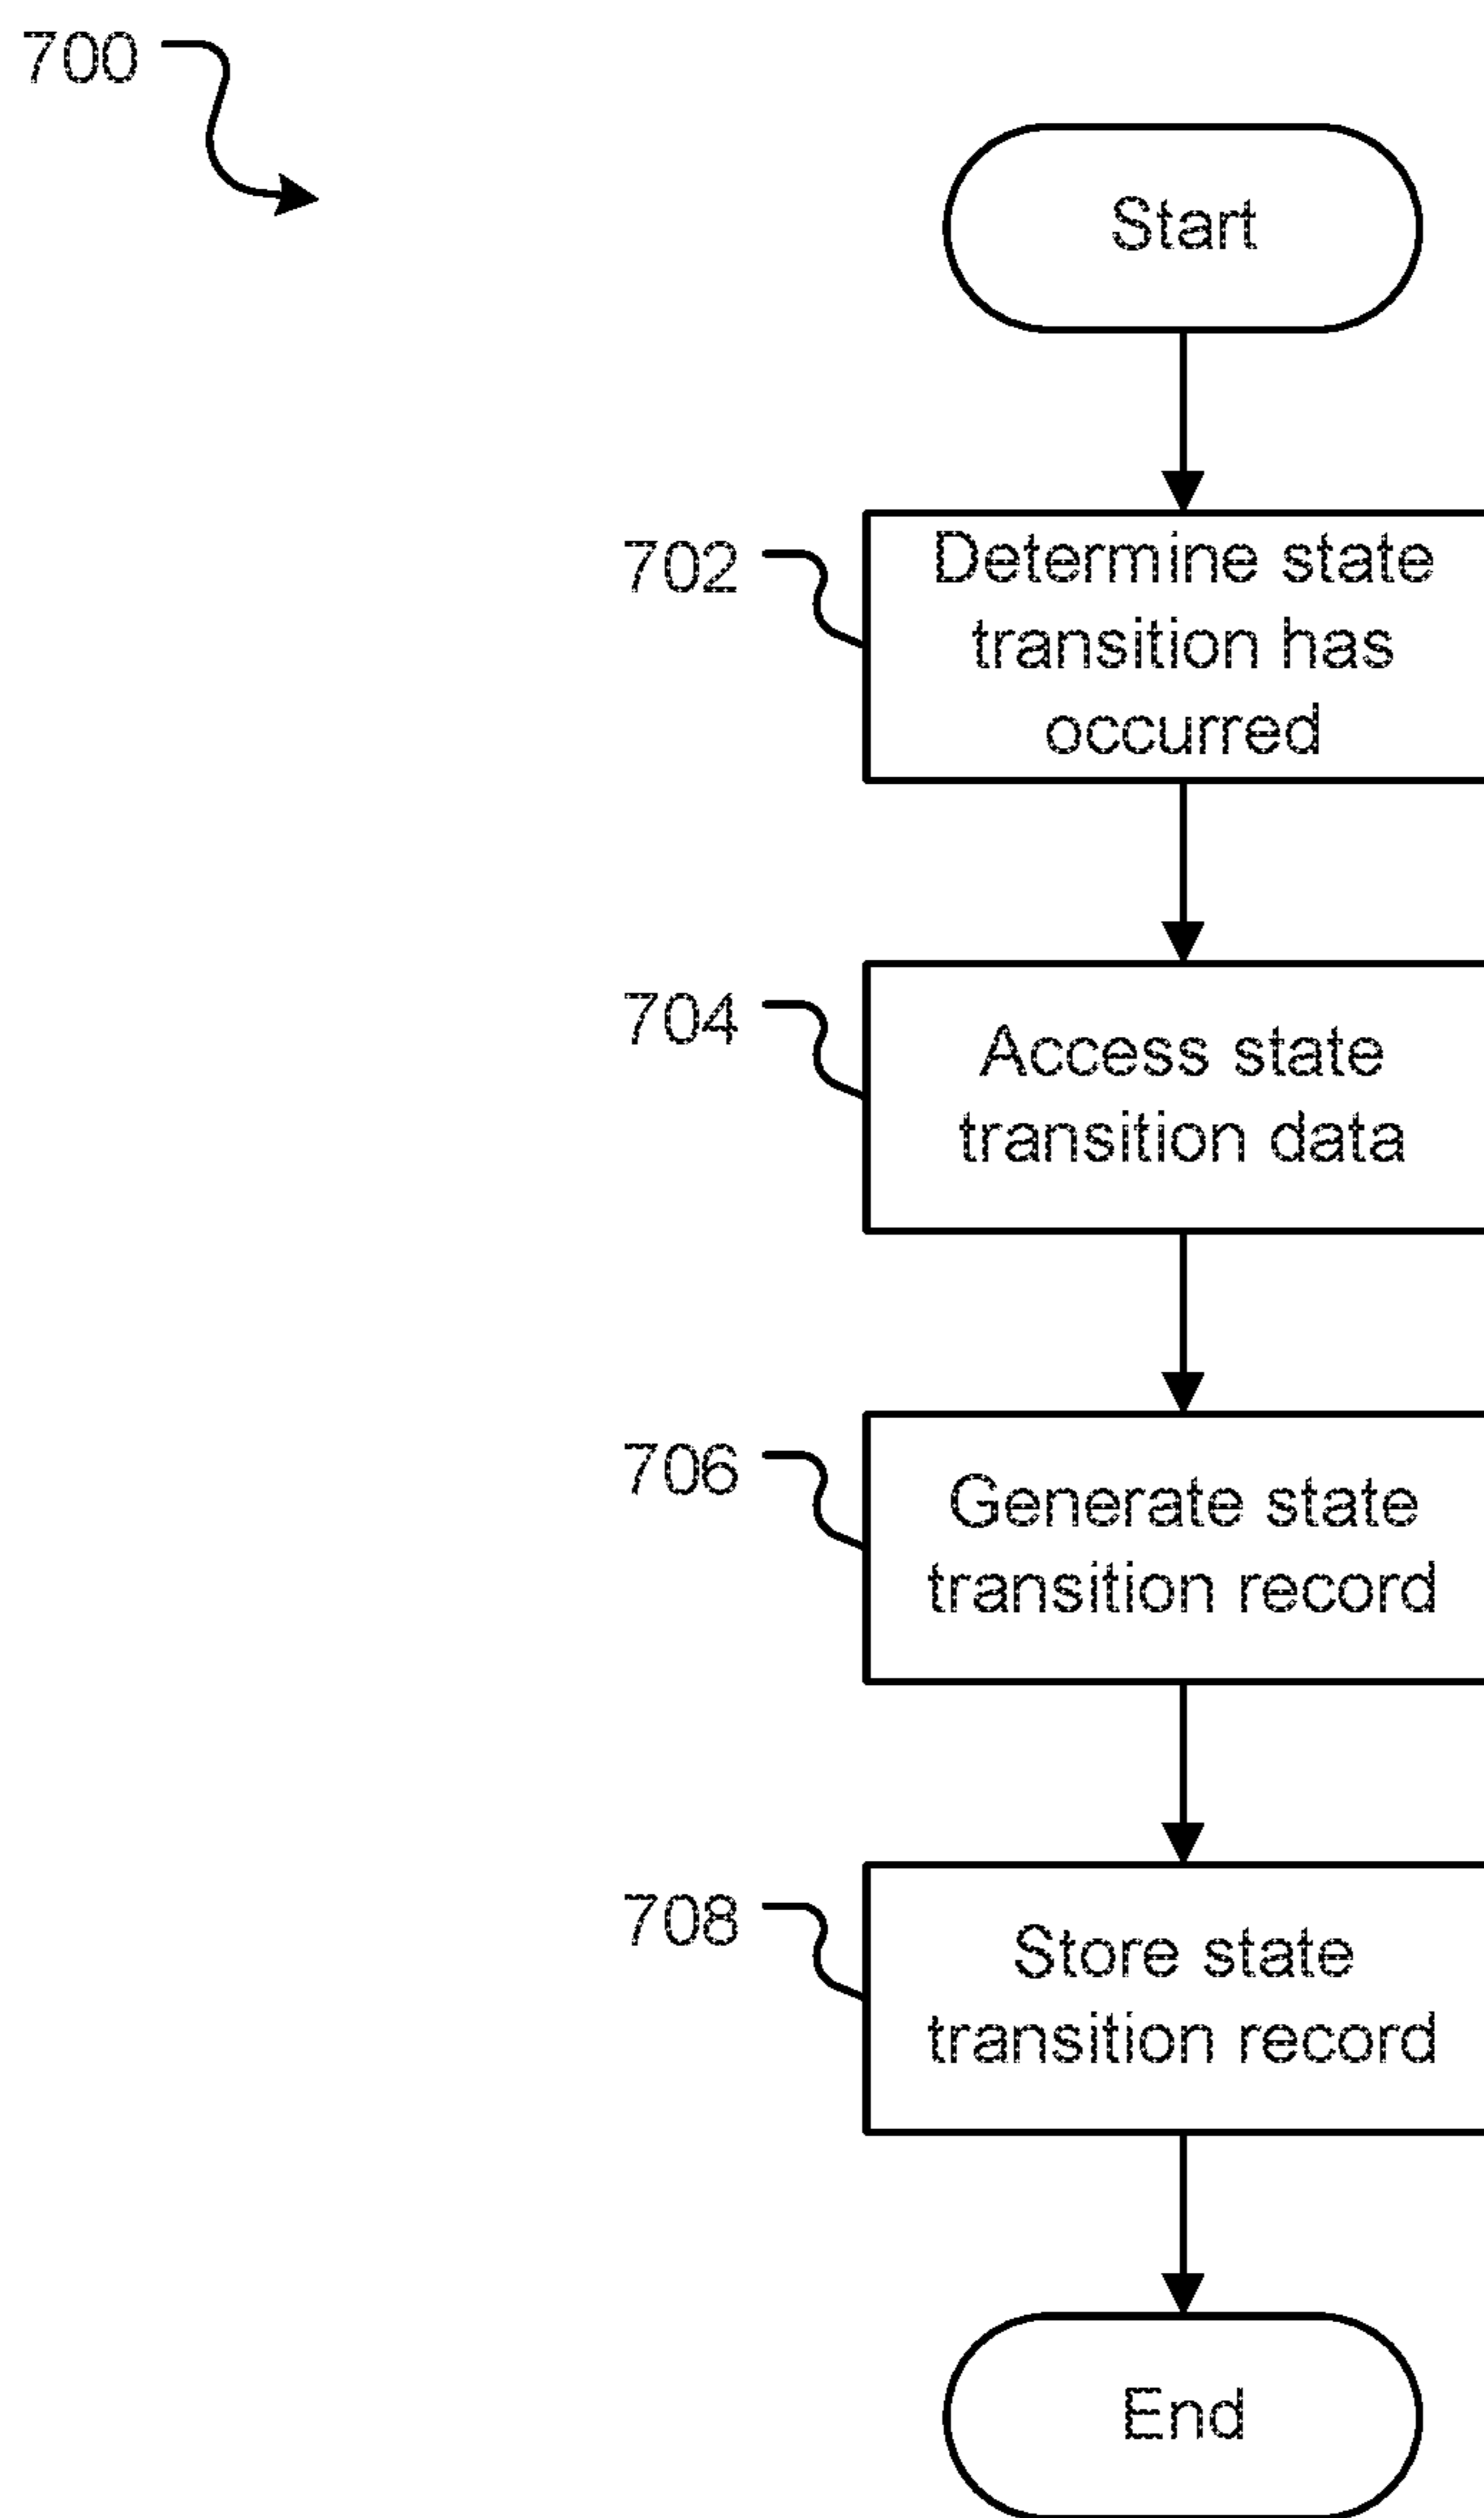 700
Start
702
Determine state
transition has
occurred
704
Access state
transition data
706
Generate state
transition record
708
Store state
transition record
End